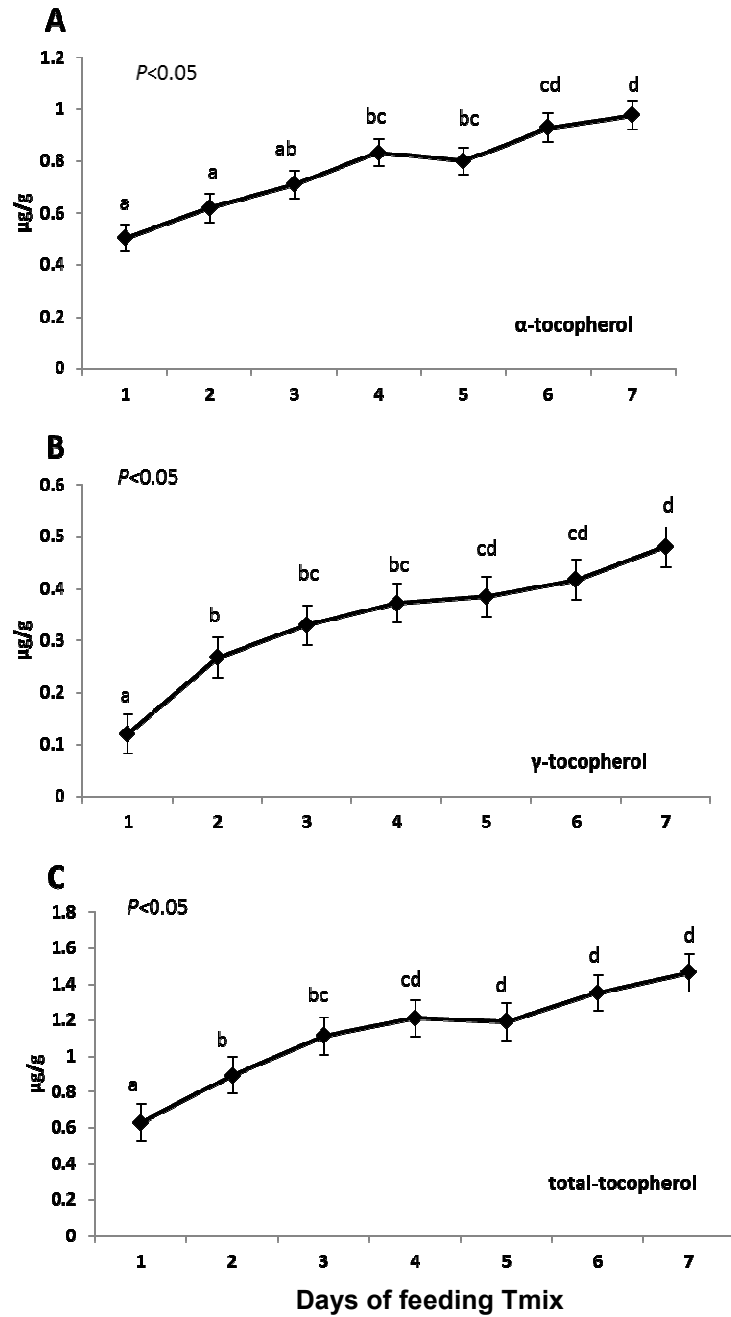 A
1.2
P<0.05
cd
d
1
bc
bc
ab
0.8
a
a
0.6
µg/g
0.4
α-tocopherol
0.2
0
1 2 3 4 5 6 7
B
P<0.05
0.6
d
cd
0.5
cd
bc
bc
0.4
b
0.3
µg/g
a
0.2
0.1
γ-tocopherol
0
1 2 3 4 5 6 7
C
P<0.05
1.8
d
1.6
d
cd
d
1.4
bc
1.2
b
1
µg/g
a
0.8
0.6
0.4
total-tocopherol
0.2
0
1 2 3 4 5 6 7
Days of feeding Tmix